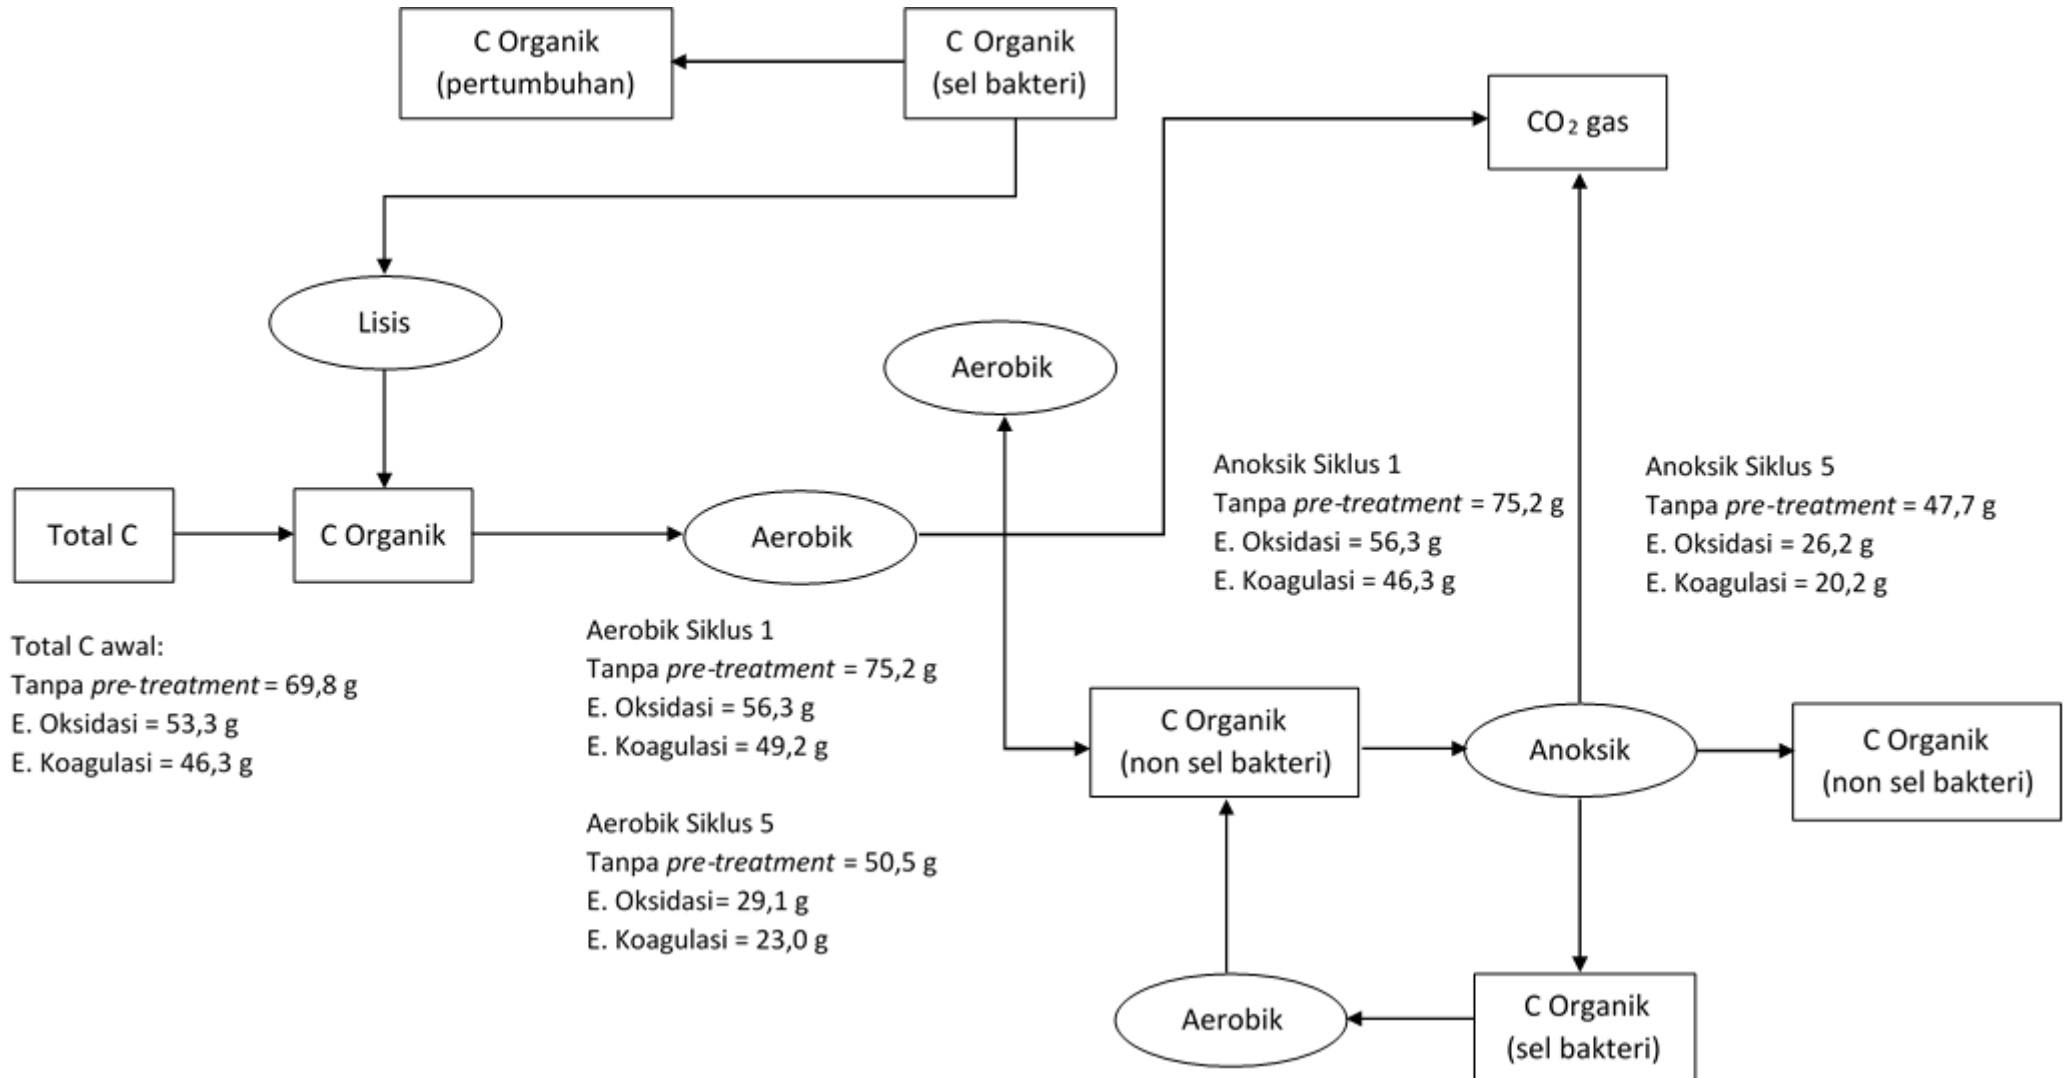 C Organik
(pertumbuhan)
C Organik
(sel bakteri)
CO₂ gas
Lisis
Aerobik
Total C
C Organik
Aerobik
Anoksik Siklus 1
Tanpa pre-treatment = 75,2 g
E. Oksidasi = 56,3 g
E. Koagulasi = 46,3 g
Anoksik Siklus 5
Tanpa pre-treatment = 47,7 g
E. Oksidasi = 26,2 g
E. Koagulasi = 20,2 g
Total C awal:
Tanpa pre-treatment = 69,8 g
E. Oksidasi = 53,3 g
E. Koagulasi = 46,3 g
Aerobik Siklus 1
Tanpa pre-treatment = 75,2 g
E. Oksidasi = 56,3 g
E. Koagulasi = 49,2 g
Aerobik Siklus 5
Tanpa pre-treatment = 50,5 g
E. Oksidasi= 29,1 g
E. Koagulasi = 23,0 g
C Organik
(non sel bakteri)
Anoksik
C Organik
(non sel bakteri)
Aerobik
C Organik
(sel bakteri)